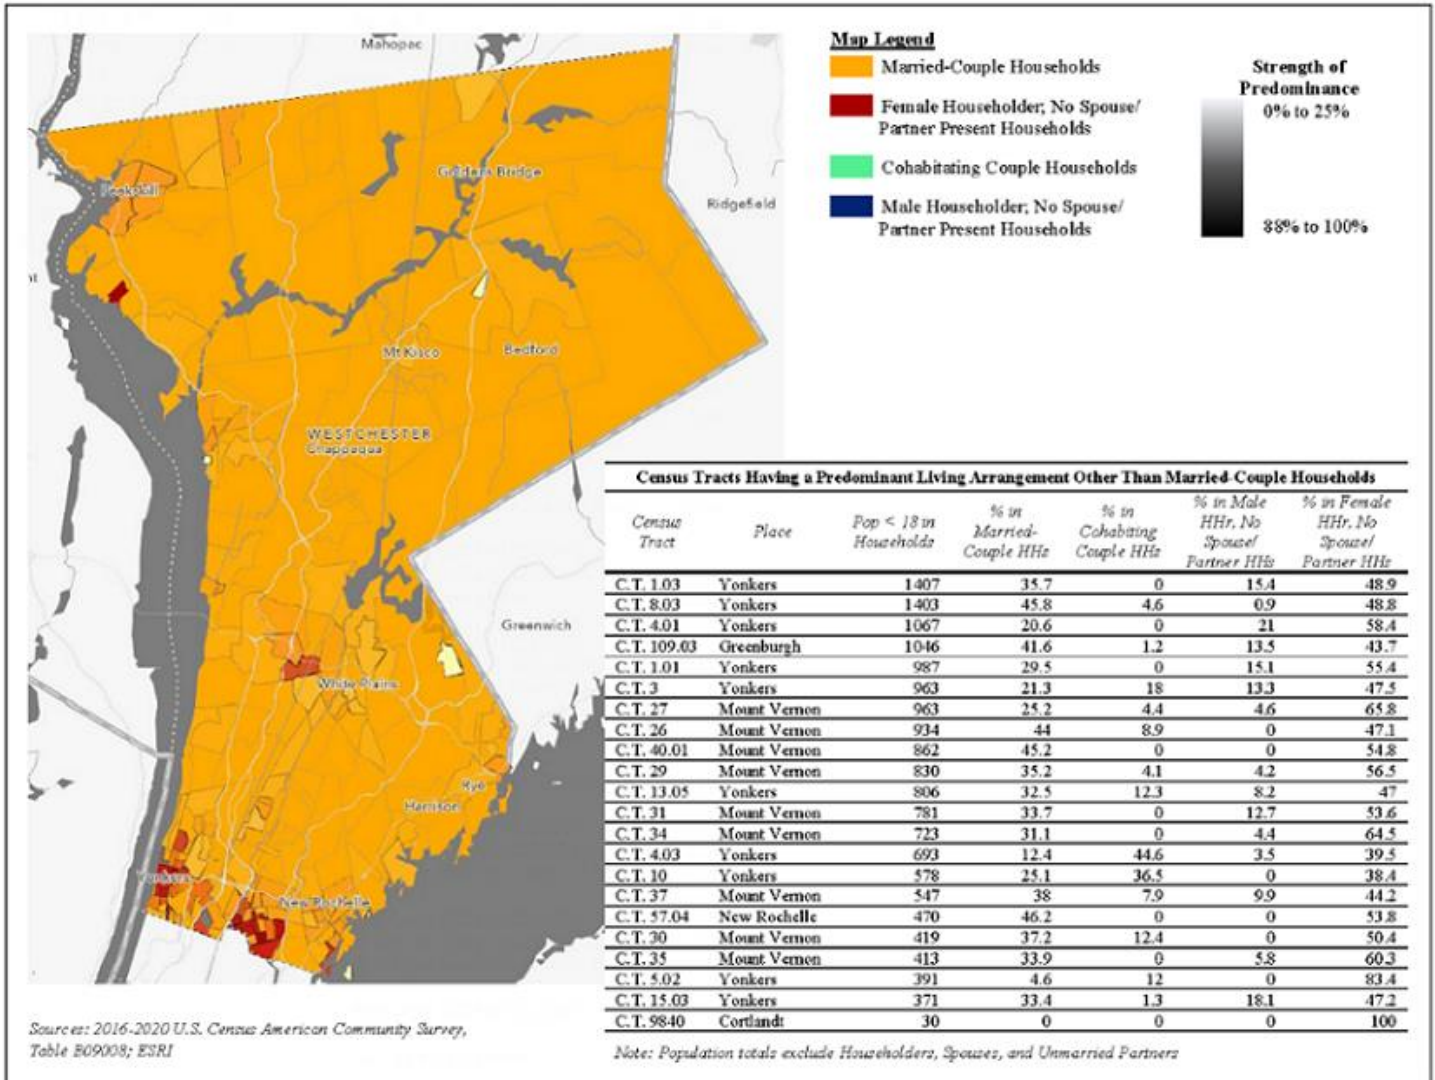 Mahopac
Goldens Bridge
Peekskill
Ridgefield
Mt Kisco
Bedford
WESTCHESTER
Chappaqua
Greenwich
White Plains
Rye
Harrison
Yonkers
New Rochelle
Map Legend
Married-Couple Households
Female Householder; No Spouse/
Partner Present Households
Cohabitating Couple Households
Male Householder; No Spouse/
Partner Present Households
Strength of
Predominance
0% to 25%
88% to 100%
Census Tracts Having a Predominant Living Arrangement Other Than Married-Couple Households
Census Tract Place Pop < 18 in Households % in Married-Couple HHs % in Cohabiting Couple HHs % in Male HHr, No Spouse/ Partner HHs % in Female HHr, No Spouse/ Partner HHs
C.T. 1.03 Yonkers 1407 35.7 0 15.4 48.9
C.T. 8.03 Yonkers 1403 45.8 4.6 0.9 48.8
C.T. 4.01 Yonkers 1067 20.6 0 21 58.4
C.T. 109.03 Greenburgh 1046 41.6 1.2 13.5 43.7
C.T. 1.01 Yonkers 987 29.5 0 15.1 55.4
C.T. 3 Yonkers 963 21.3 18 13.3 47.5
C.T. 27 Mount Vernon 963 25.2 4.4 4.6 65.8
C.T. 26 Mount Vernon 934 44 8.9 0 47.1
C.T. 40.01 Mount Vernon 862 45.2 0 0 54.8
C.T. 29 Mount Vernon 830 35.2 4.1 4.2 56.5
C.T. 13.05 Yonkers 806 32.5 12.3 8.2 47
C.T. 31 Mount Vernon 781 33.7 0 12.7 53.6
C.T. 34 Mount Vernon 723 31.1 0 4.4 64.5
C.T. 4.03 Yonkers 693 12.4 44.6 3.5 39.5
C.T. 10 Yonkers 578 25.1 36.5 0 38.4
C.T. 37 Mount Vernon 547 38 7.9 9.9 44.2
C.T. 57.04 New Rochelle 470 46.2 0 0 53.8
C.T. 30 Mount Vernon 419 37.2 12.4 0 50.4
C.T. 35 Mount Vernon 413 33.9 0 5.8 60.3
C.T. 5.02 Yonkers 391 4.6 12 0 83.4
C.T. 15.03 Yonkers 371 33.4 1.3 18.1 47.2
C.T. 9840 Cortlandt 30 0 0 0 100
Sources: 2016-2020 U.S. Census American Community Survey,
Table B09008; ESRI
Note: Population totals exclude Householders, Spouses, and Unmarried Partners